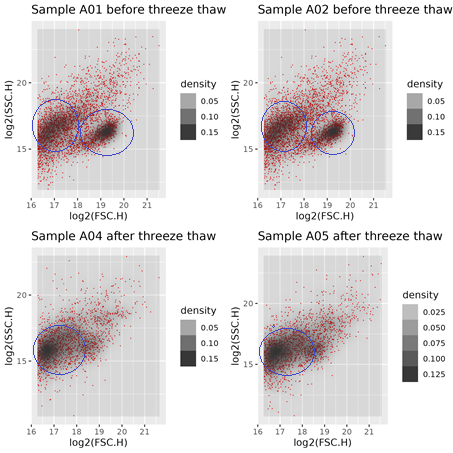 Sample A01 before threeze thaw
Sample A02 before threeze thaw
log2(SSC.H)
20
15
16 17 18 19 20 21
log2(FSC.H)
density
0.05
0.10
0.15
log2(SSC.H)
20
15
16 17 18 19 20 21
log2(FSC.H)
density
0.05
0.10
0.15
Sample A04 after threeze thaw
Sample A05 after threeze thaw
log2(SSC.H)
20
15
16 17 18 19 20 21
log2(FSC.H)
density
0.05
0.10
0.15
log2(SSC.H)
20
15
16 17 18 19 20 21
log2(FSC.H)
density
0.025
0.050
0.075
0.100
0.125